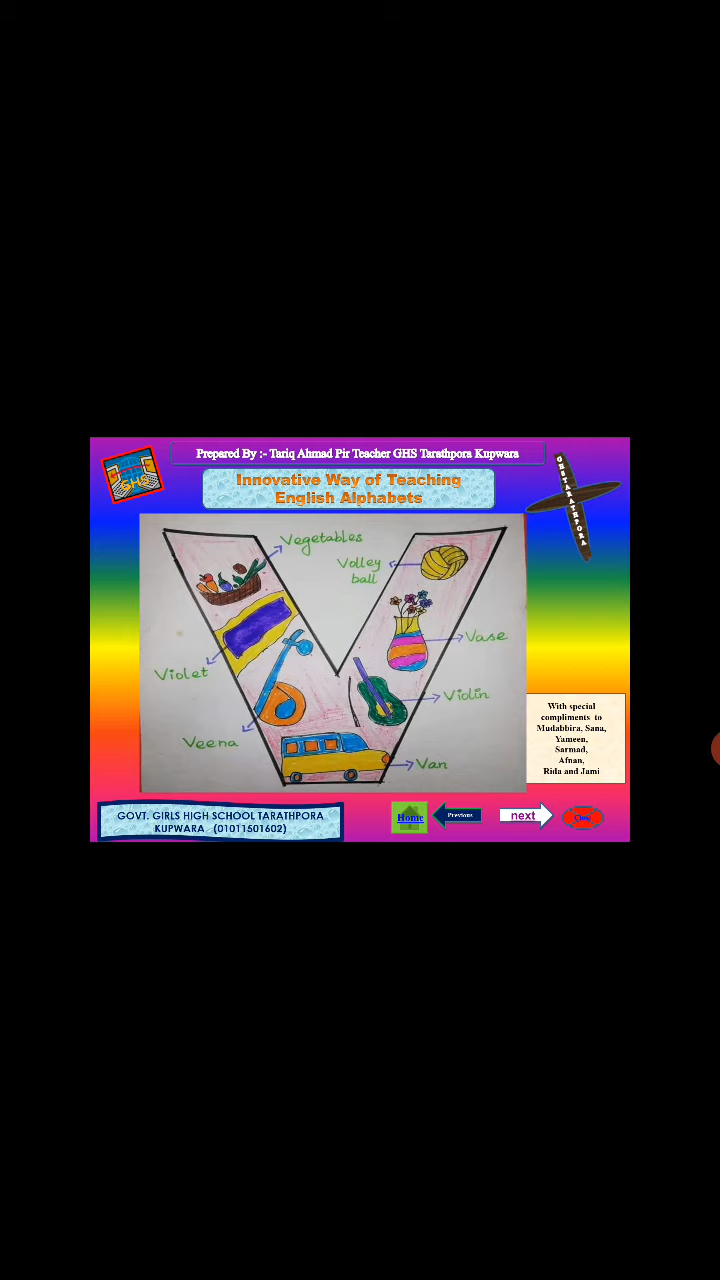 Prepared By :- Tariq Ahmad Pir Teacher GHS Tarathpora Kupwara
Innovative Way of Teaching
English Alphabets
GHS
GHSTARATHPORA
Vegetables
Volley
ball
Vase
Violet
Violin
Veena
Van
With special
compliments to
Mudabbira, Sana,
Yameen,
Sarmad,
Afnan,
Rida and Jami
GOVT. GIRLS HIGH SCHOOL TARATHPORA
KUPWARA (01011501602)
Home
Previous
next